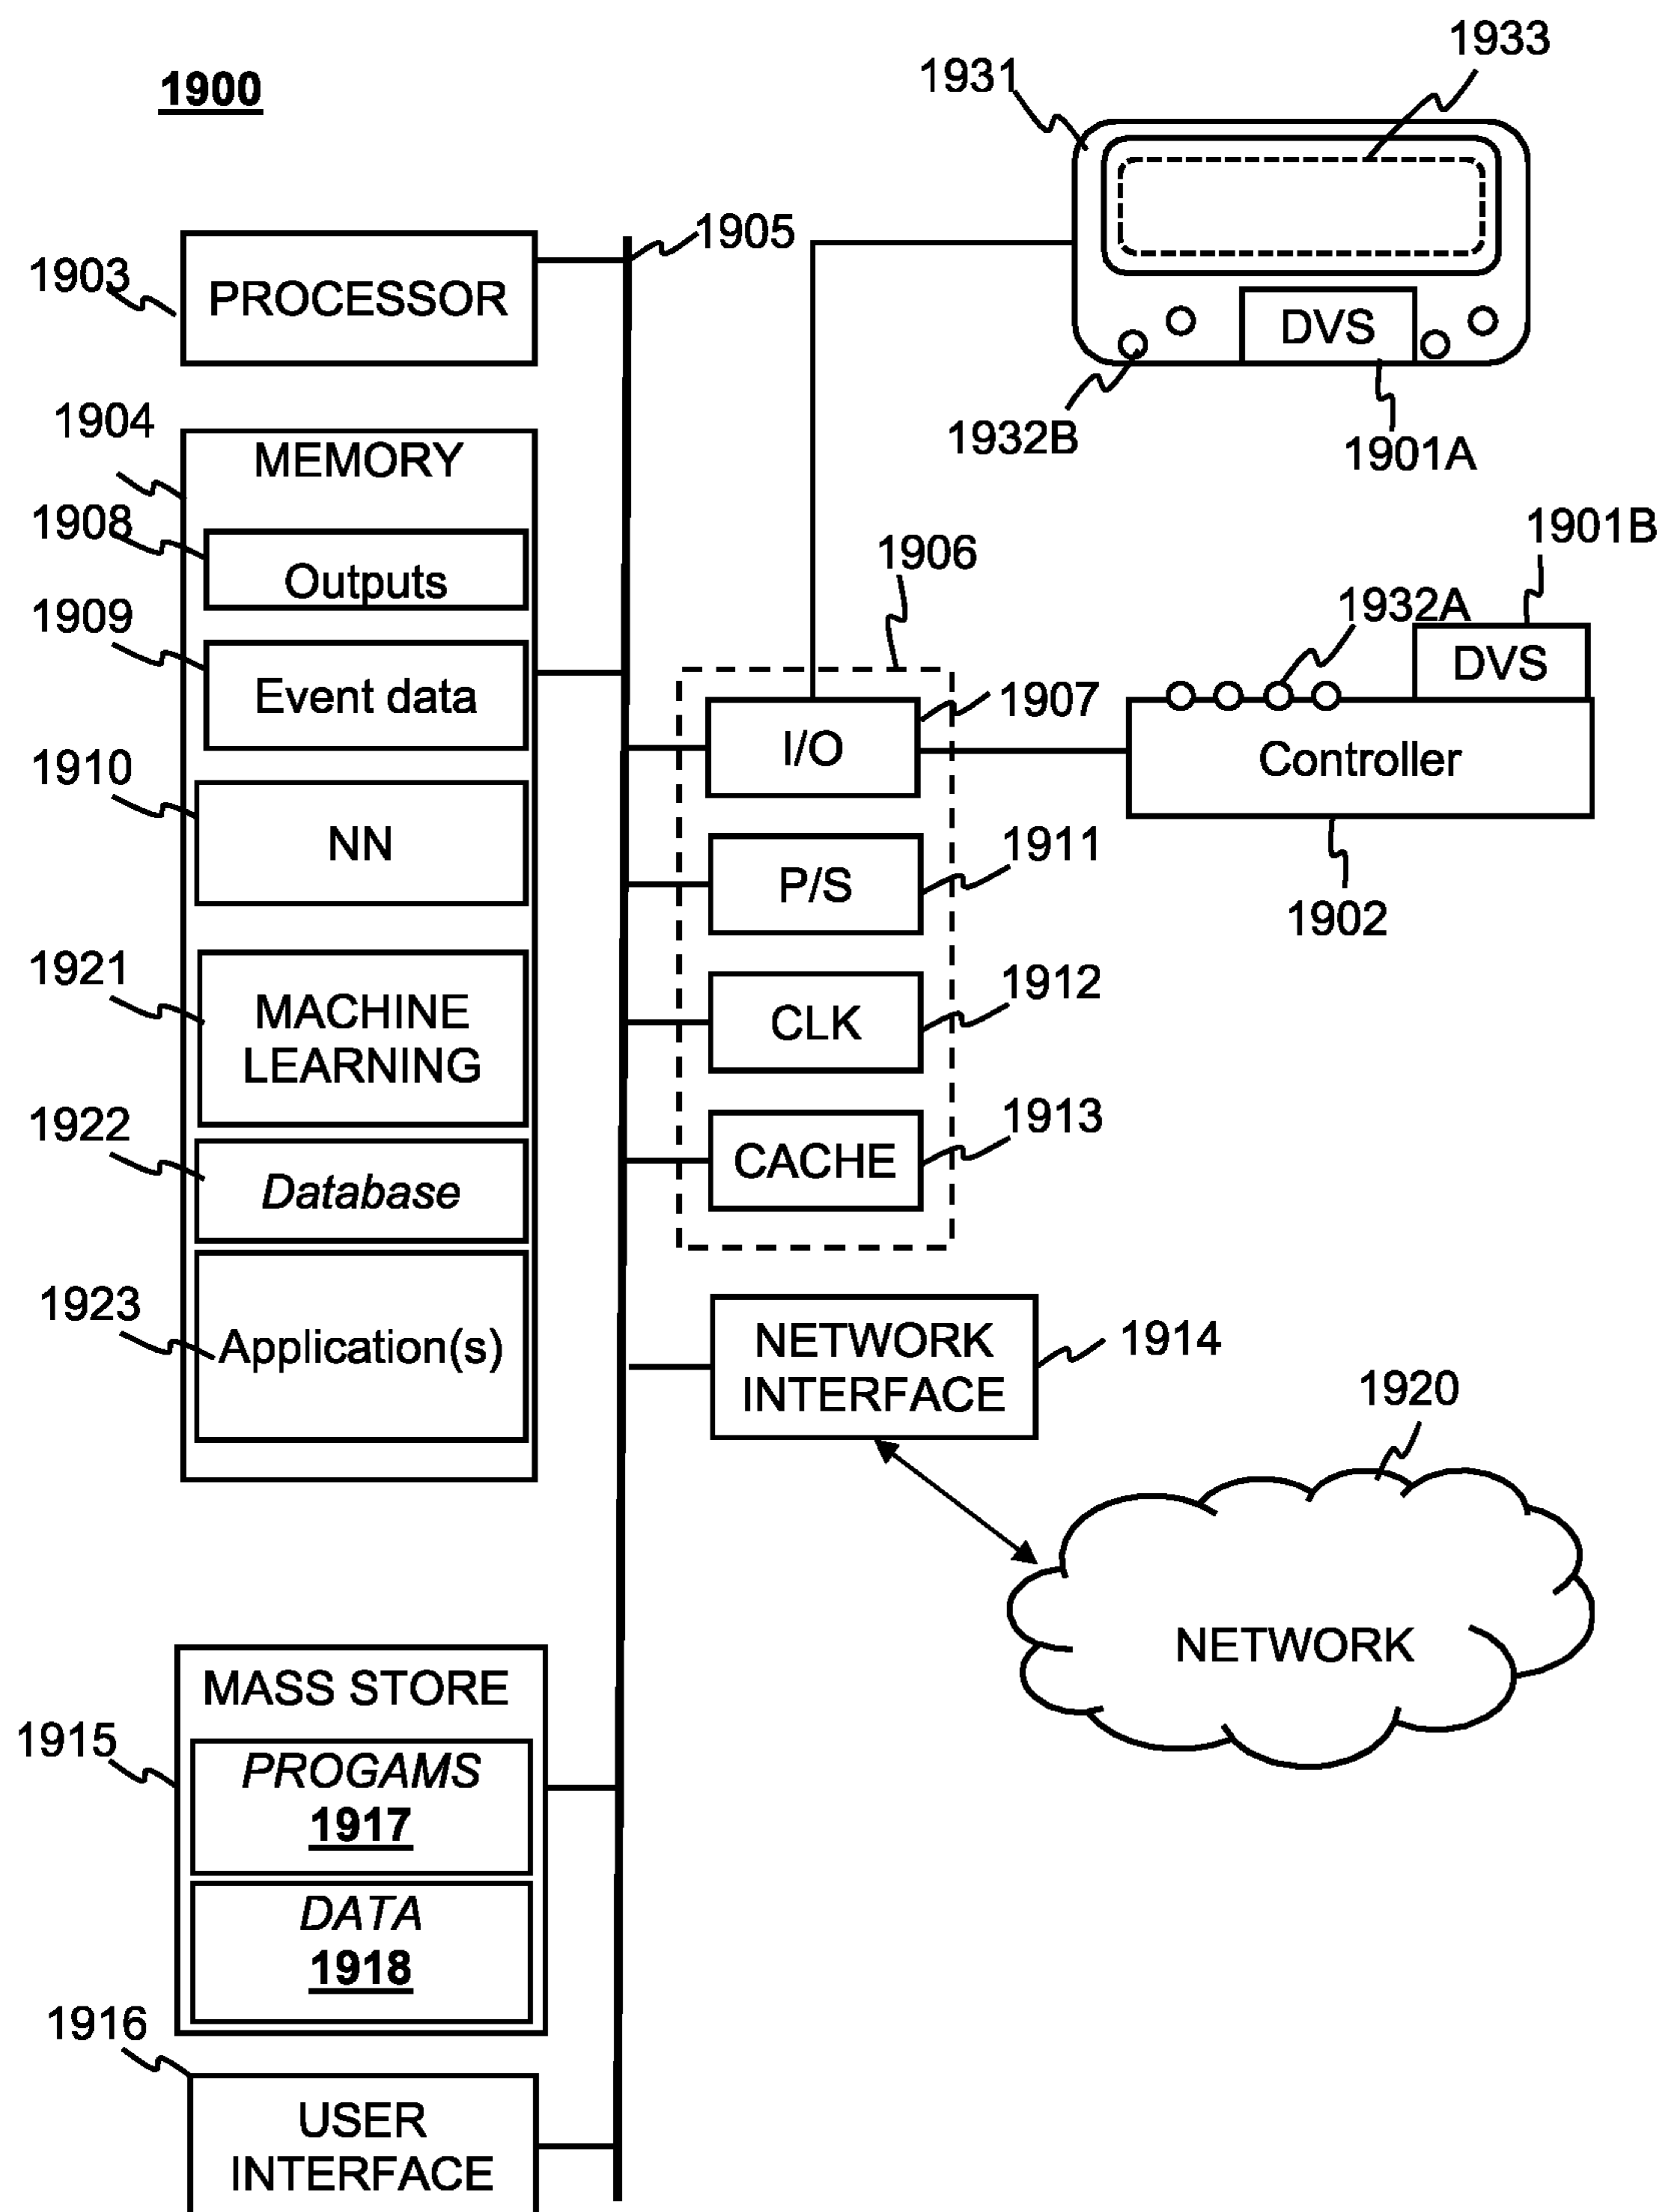 1900
1931
1933
1905
1903
PROCESSOR
DVS
1932B
1901A
1904
MEMORY
1908
Outputs
1909
Event data
1910
NN
1921
MACHINE
LEARNING
1922
Database
1923
Application(s)
1906
1901B
1932A
DVS
1907
I/O
Controller
1902
1911
P/S
1912
CLK
1913
CACHE
NETWORK
INTERFACE
1914
1920
NETWORK
MASS STORE
1915
PROGAMS
1917
DATA
1918
1916
USER
INTERFACE